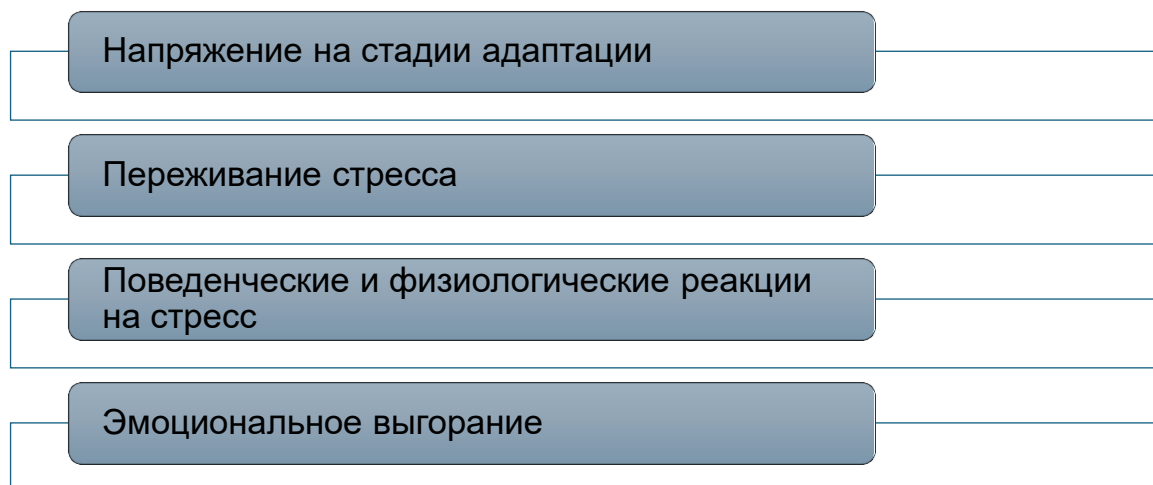 Напряжение на стадии адаптации
Переживание стресса
Поведенческие и физиологические реакции
на стресс
Эмоциональное выгорание